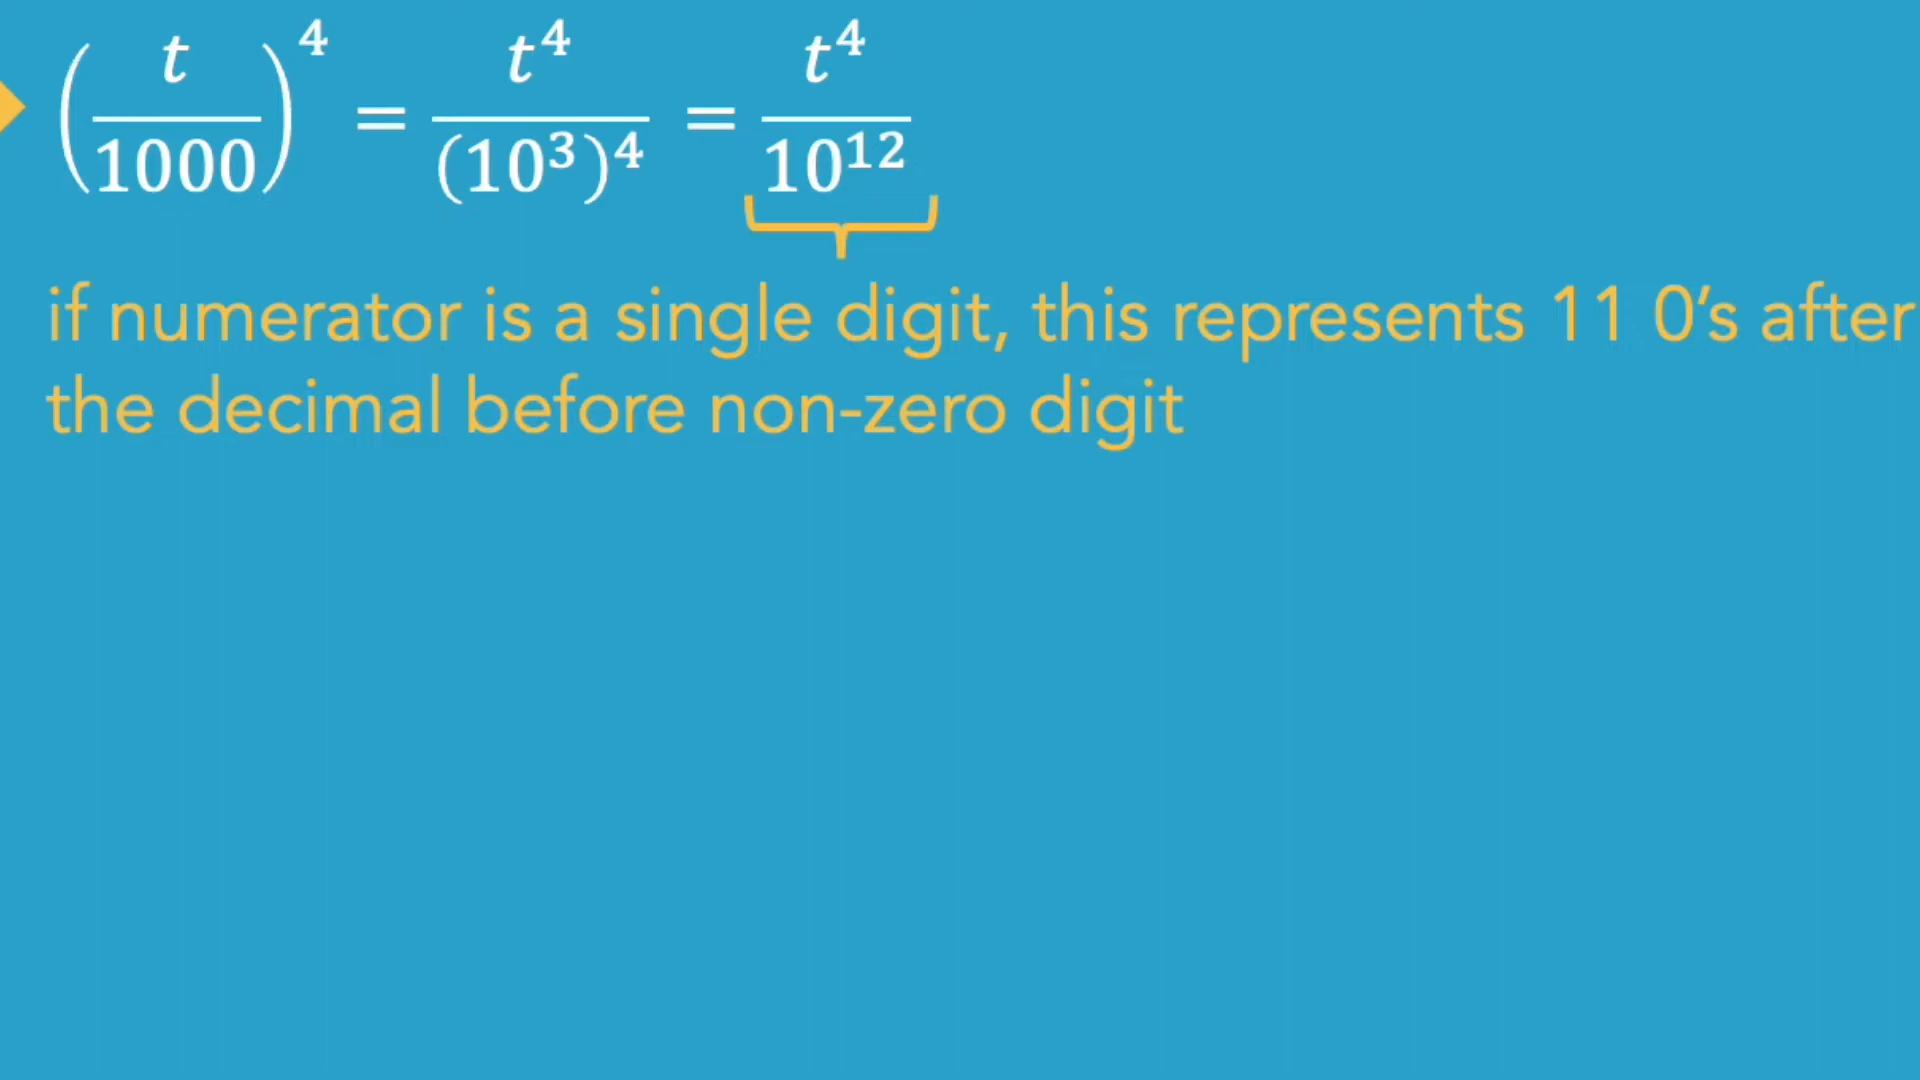 (t/1000)^4 = t^4/(10^3)^4 = t^4/10^12
if numerator is a single digit, this represents 11 0's after
the decimal before non-zero digit